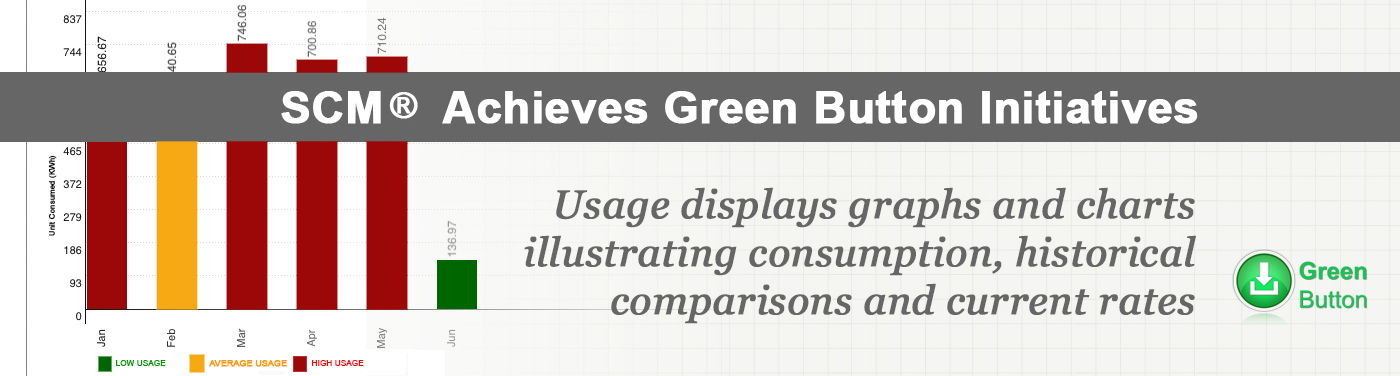 837
746.06
700.86
710.24
656.67
40.65
744
SCM® Achieves Green Button Initiatives
465
372
279
186
93
0
Unit Consumed (KWh)
136.97
Usage displays graphs and charts
illustrating consumption, historical
comparisons and current rates
Green
Button
Jan
Feb
Mar
Apr
May
Jun
LOW USAGE
AVERAGE USAGE
HIGH USAGE